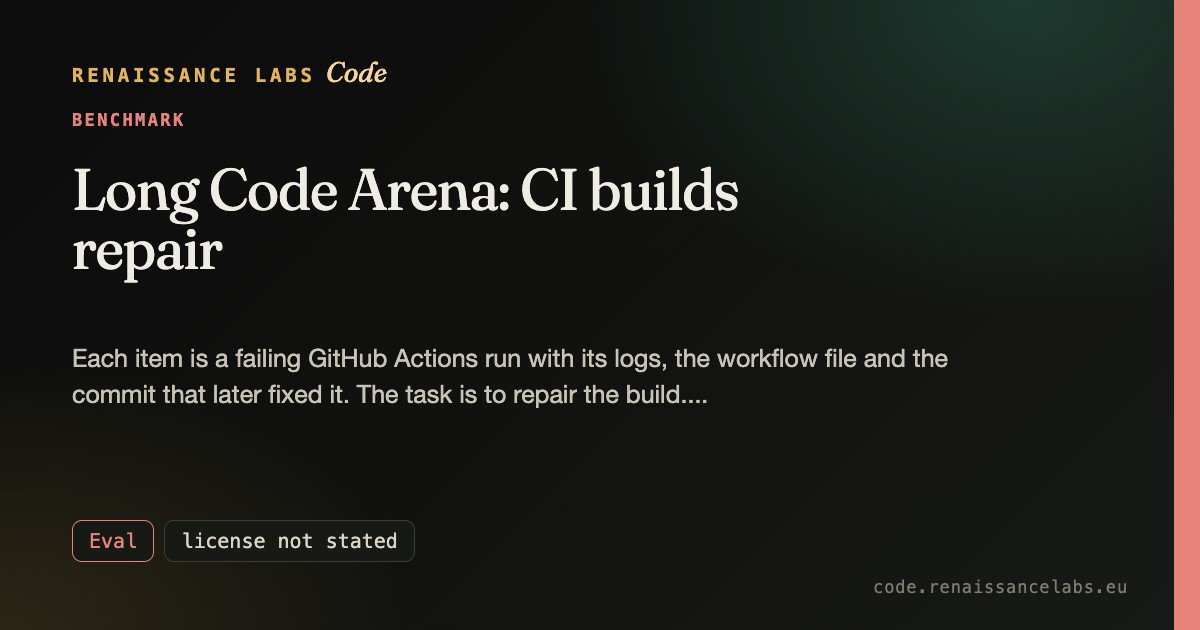 RENAISSANCE LABS Code
BENCHMARK
Long Code Arena: CI builds
repair
Each item is a failing GitHub Actions run with its logs, the workflow file and the
commit that later fixed it. The task is to repair the build....
Eval
license not stated
code.renaissancelabs.eu